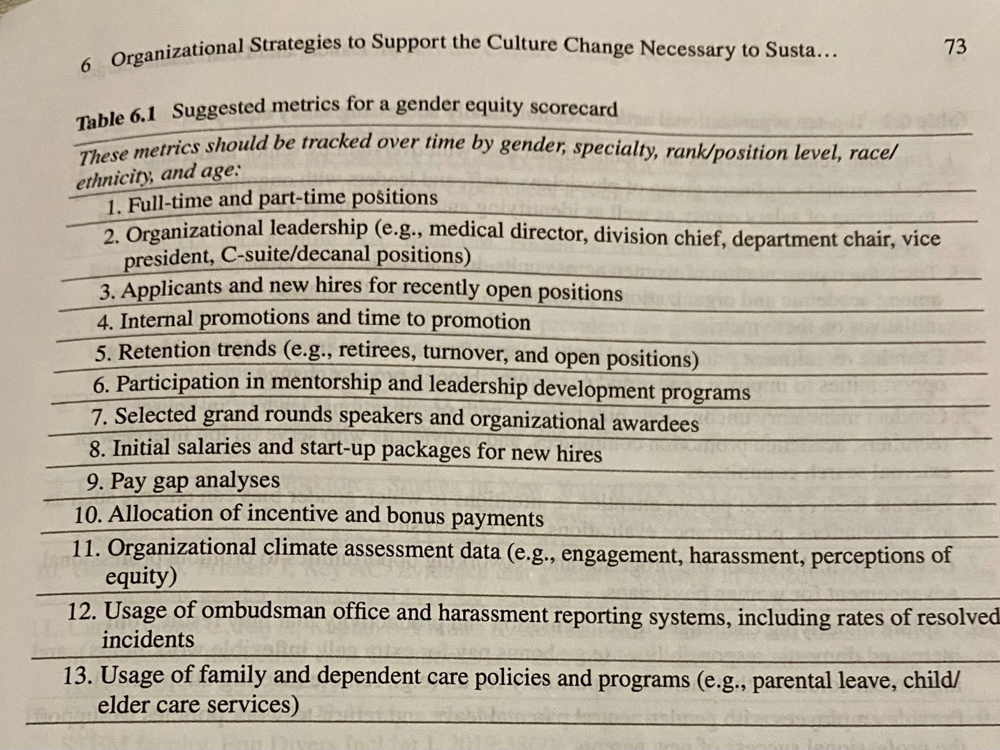 6 Organizational Strategies to Support the Culture Change Necessary to Susta... 73
Table 6.1 Suggested metrics for a gender equity scorecard
These metrics should be tracked over time by gender, specialty, rank/position level, race/
ethnicity, and age:
1. Full-time and part-time positions
2. Organizational leadership (e.g., medical director, division chief, department chair, vice
president, C-suite/decanal positions)
3. Applicants and new hires for recently open positions
4. Internal promotions and time to promotion
5. Retention trends (e.g., retirees, turnover, and open positions)
6. Participation in mentorship and leadership development programs
7. Selected grand rounds speakers and organizational awardees
8. Initial salaries and start-up packages for new hires
9. Pay gap analyses
10. Allocation of incentive and bonus payments
11. Organizational climate assessment data (e.g., engagement, harassment, perceptions of
equity)
12. Usage of ombudsman office and harassment reporting systems, including rates of resolved
incidents
13. Usage of family and dependent care policies and programs (e.g., parental leave, child/
elder care services)